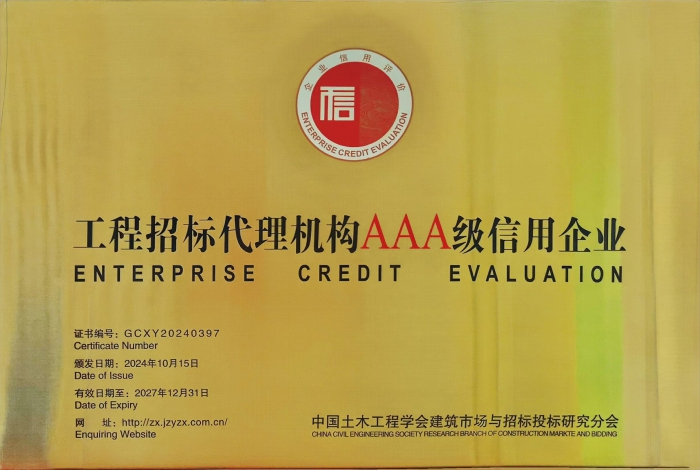 企业信用评价
信
ENTERPRISE CREDIT EVALUATION
工程招标代理机构AAA级信用企业
ENTERPRISE CREDIT EVALUATION
证书编号：GCXY20240397
Certificate Number
颁发日期：2024年10月15日
Date of Issue
有效日期至：2027年12月31日
Date of Expiry
网 址：http://zx.jzyzx.com.cn/
Enquiring Website
中国土木工程学会建筑市场与招标投标研究分会
CHINA CIVIL ENGINEERING SOCIETY RESEARCH BRANCH OF CONSTRUCTION MARKTE AND BIDDING